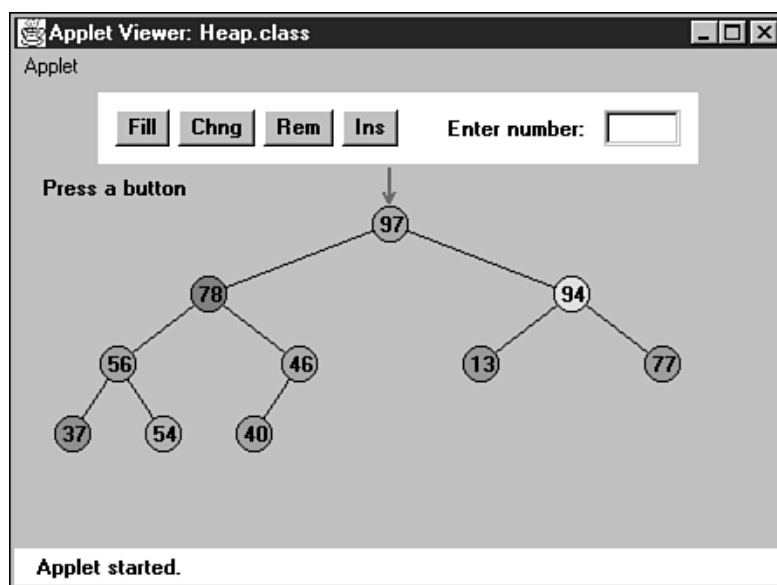 Applet Viewer: Heap.class
Applet
Fill Chng Rem Ins Enter number:
Press a button
97
78 94
56 46 13 77
37 54 40
Applet started.